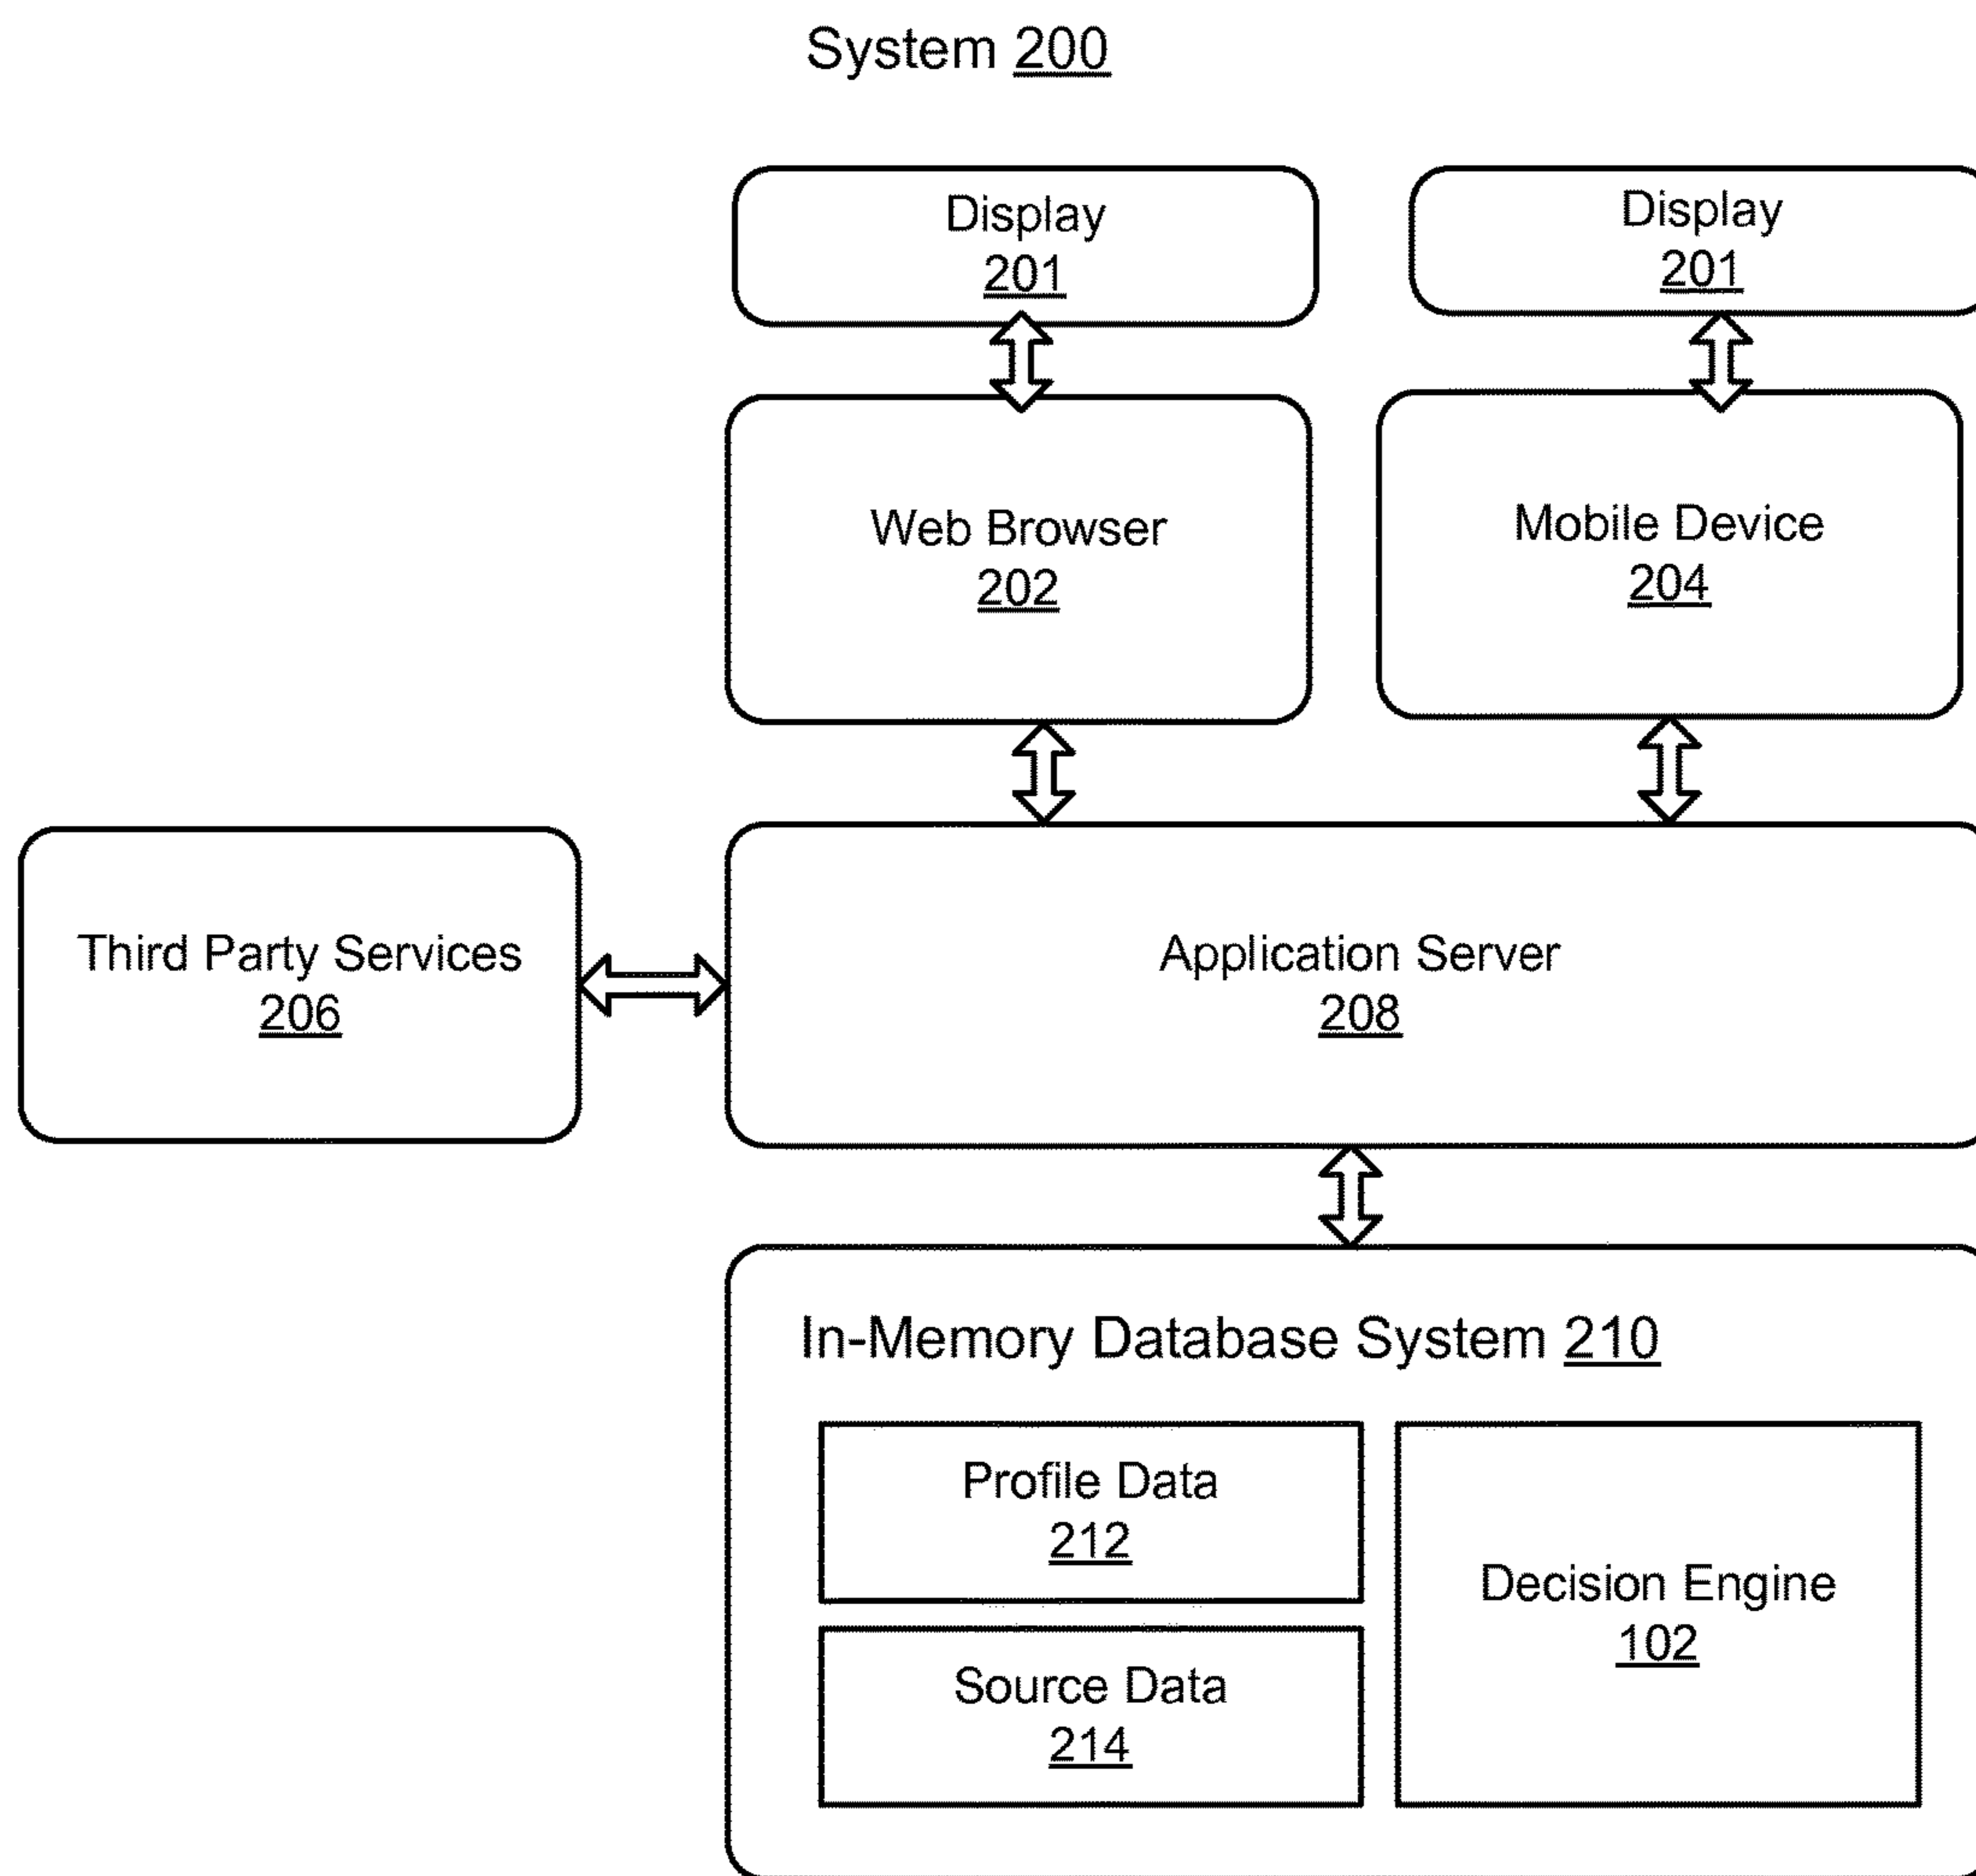 System 200
Display
201
Display
201
Web Browser
202
Mobile Device
204
Third Party Services
206
Application Server
208
In-Memory Database System 210
Profile Data
212
Decision Engine
102
Source Data
214